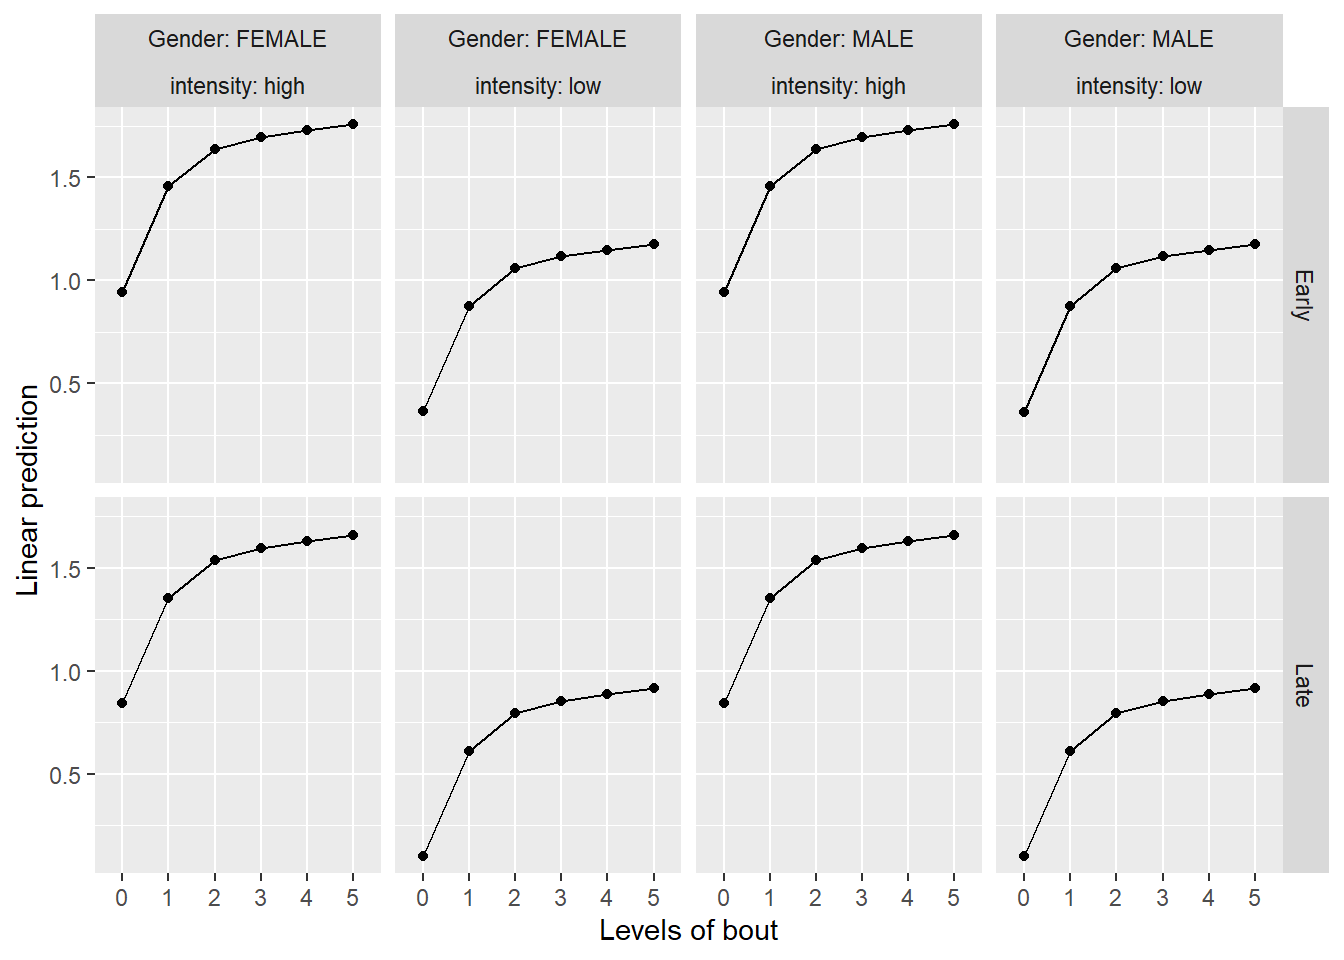 Gender: FEMALE
intensity: high
Gender: FEMALE
intensity: low
Gender: MALE
intensity: high
Gender: MALE
intensity: low
Linear prediction
1.5
1.0
0.5
Early
1.5
1.0
0.5
Late
0 1 2 3 4 5
0 1 2 3 4 5
0 1 2 3 4 5
0 1 2 3 4 5
Levels of bout